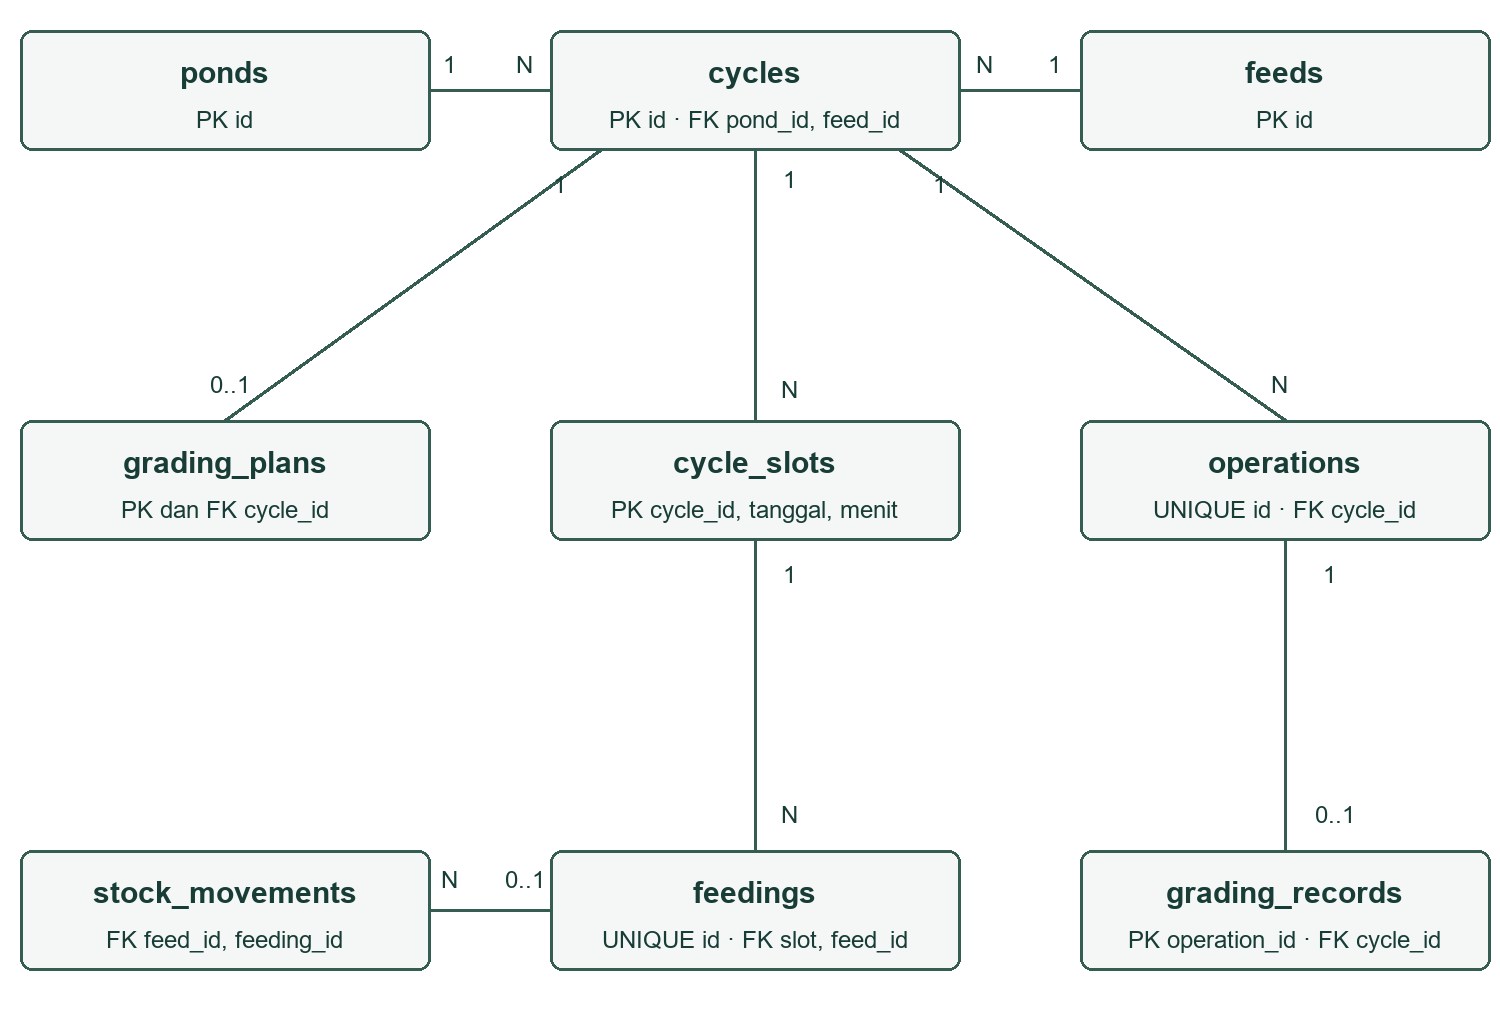 ponds
PK id
1
N
cycles
PK id · FK pond_id, feed_id
N
1
feeds
PK id
1
1
1
0..1
N
N
grading_plans
PK dan FK cycle_id
cycle_slots
PK cycle_id, tanggal, menit
operations
UNIQUE id · FK cycle_id
1
1
N
0..1
stock_movements
FK feed_id, feeding_id
N
0..1
feedings
UNIQUE id · FK slot, feed_id
grading_records
PK operation_id · FK cycle_id